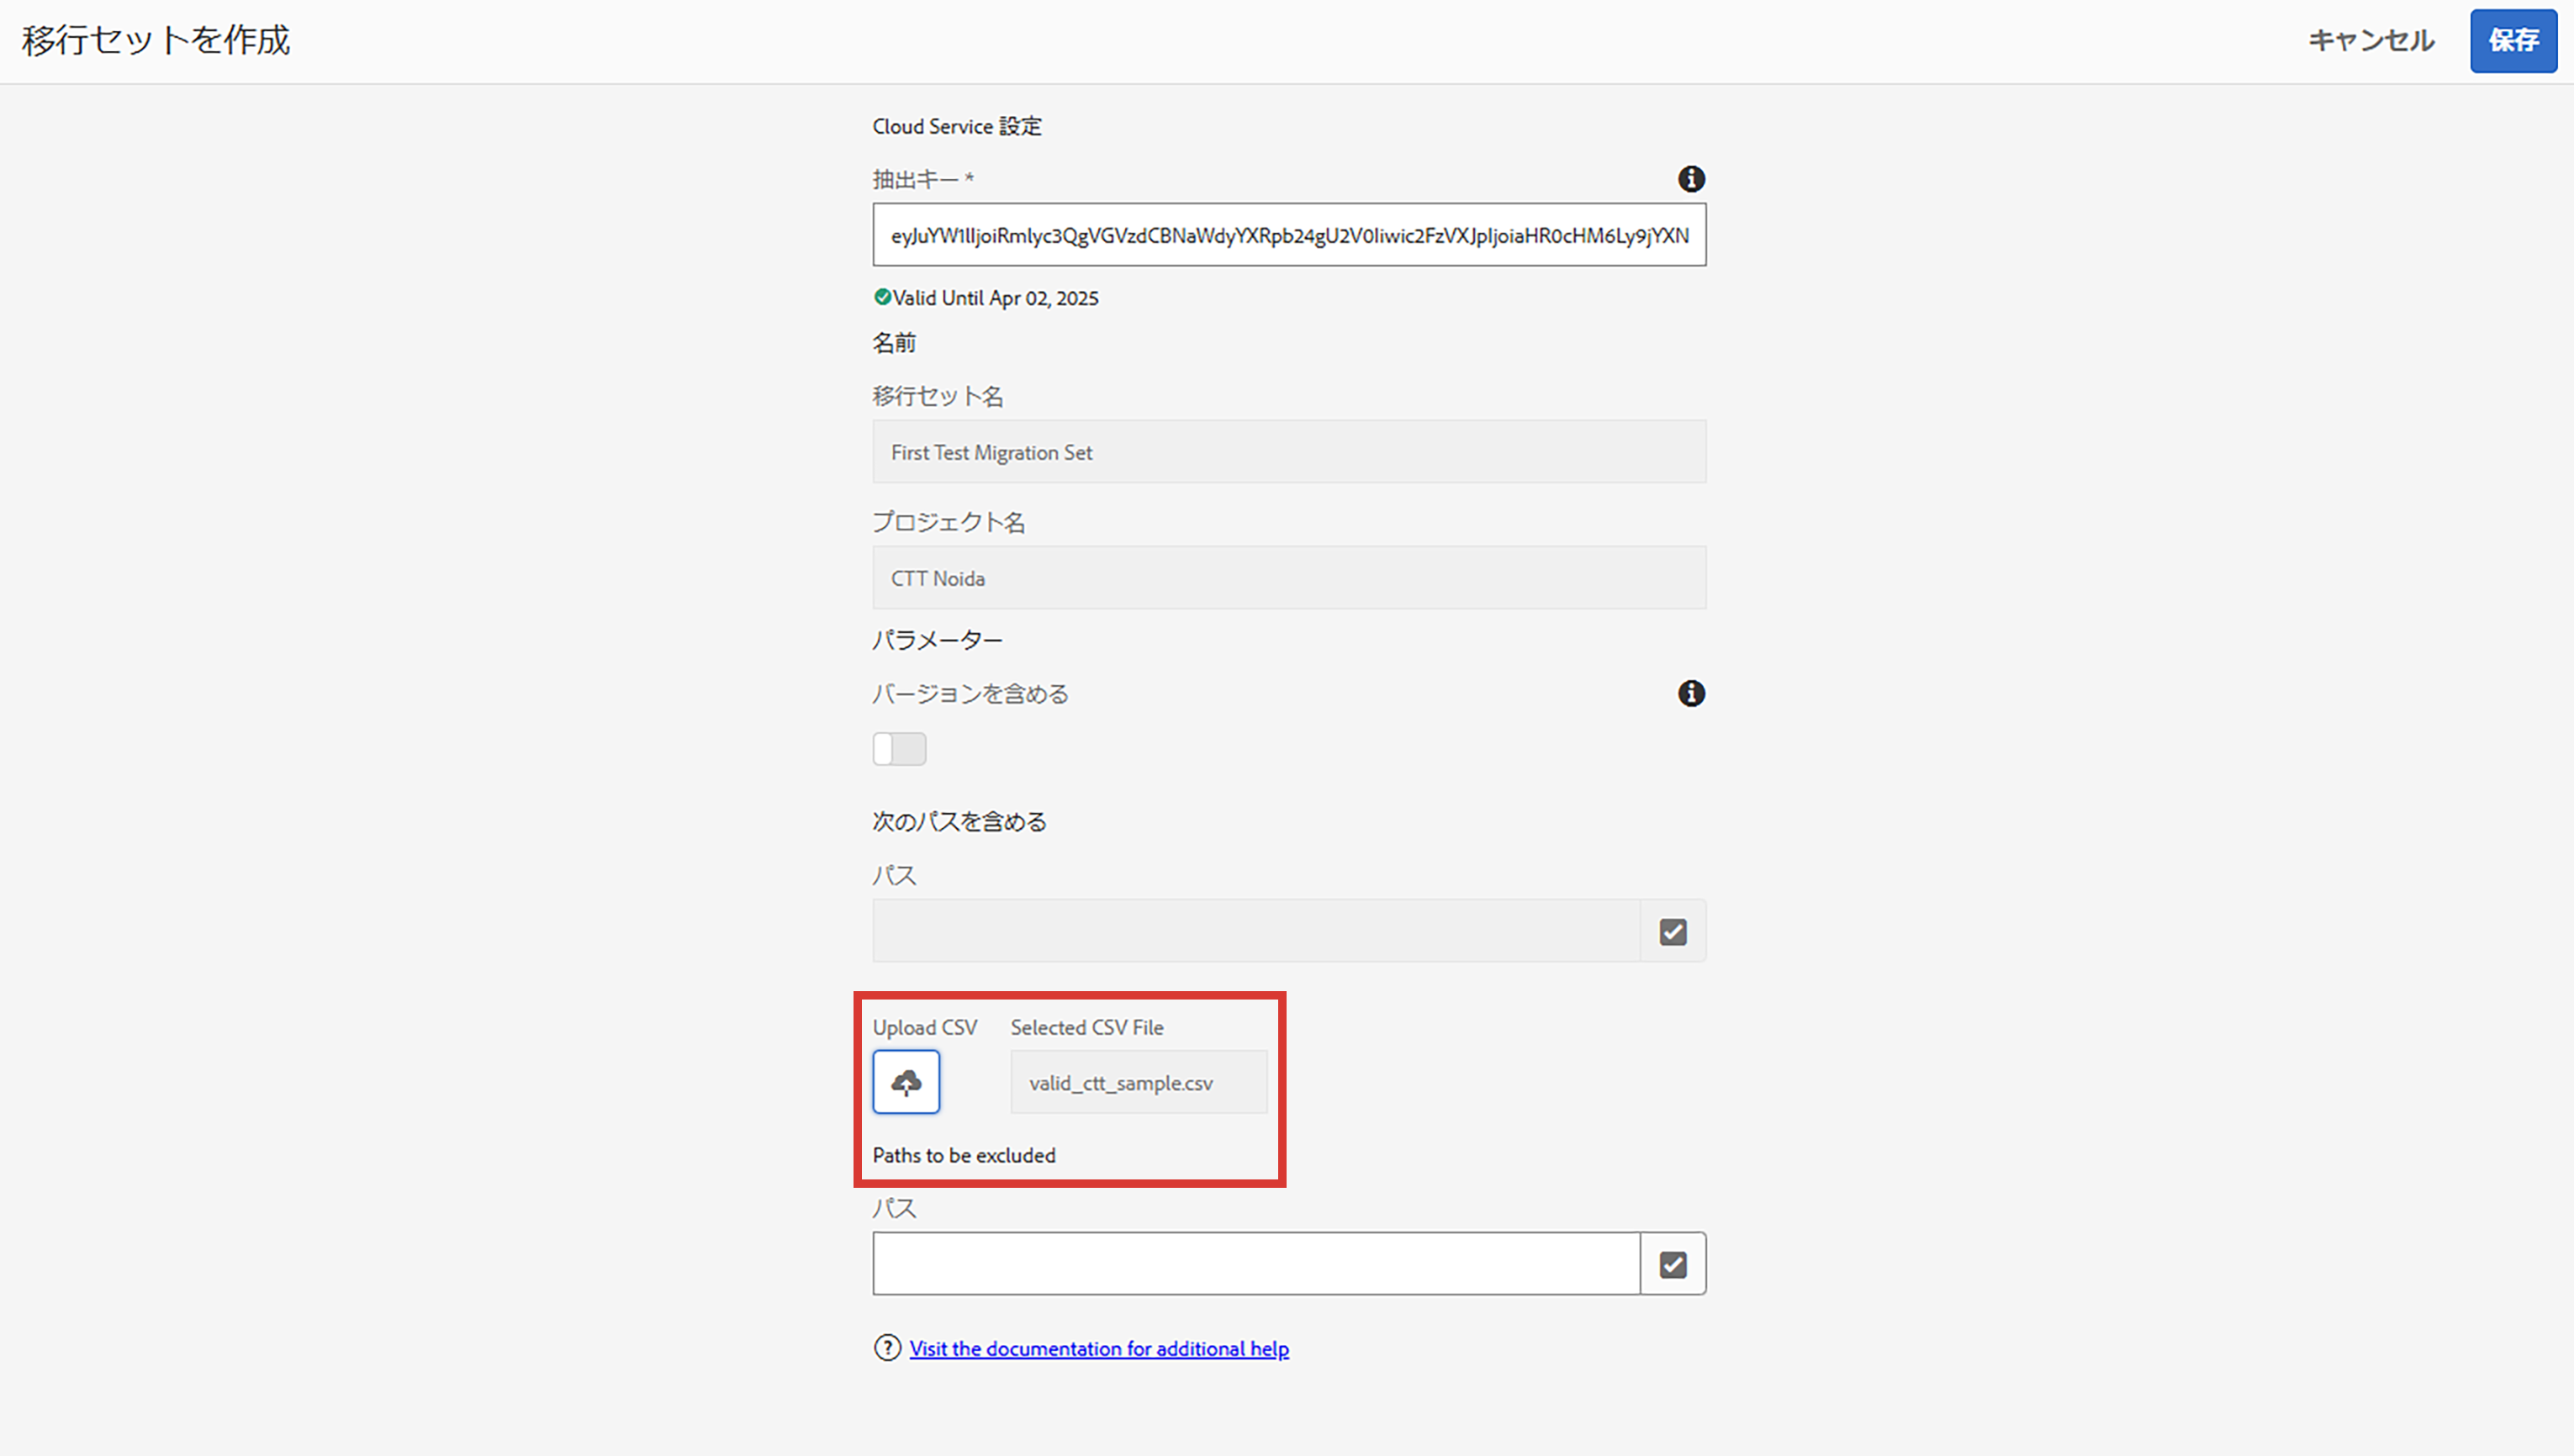 移行セットを作成
キャンセル
保存
Cloud Service 設定
抽出キー *
eyJuYW1lIjoiRmlyc3QgVGVzdCBNaWdyYXRpb24gU2V0Iiwic2FzVXJpIjoiaHR0cHM6Ly9jYXN
Valid Until Apr 02, 2025
名前
移行セット名
First Test Migration Set
プロジェクト名
CTT Noida
パラメーター
バージョンを含める
次のパスを含める
パス
Upload CSV
Selected CSV File
valid_ctt_sample.csv
Paths to be excluded
パス
Visit the documentation for additional help